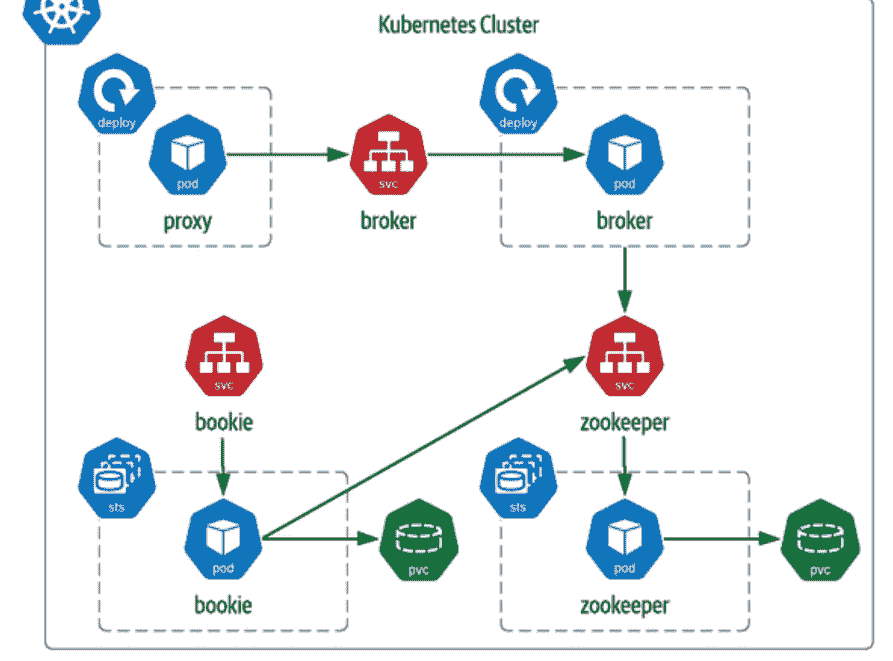 Kubernetes Cluster
deploy
deploy
pod
svc
pod
proxy
broker
broker
svc
svc
bookie
zookeeper
sts
sts
pod
pvc
pod
pvc
bookie
zookeeper